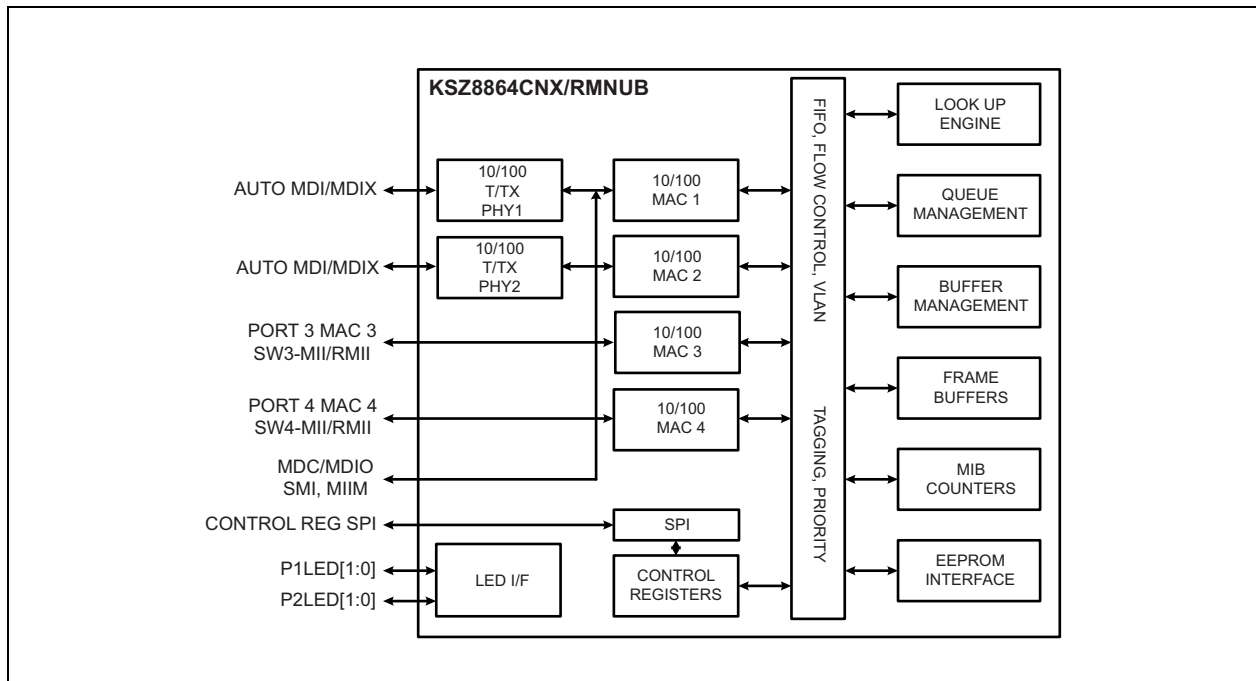 KSZ8864CNX/RMNUB
AUTO MDI/MDIX
10/100
T/TX
PHY1
10/100
MAC 1
AUTO MDI/MDIX
10/100
T/TX
PHY2
10/100
MAC 2
PORT 3 MAC 3
SW3-MII/RMII
10/100
MAC 3
PORT 4 MAC 4
SW4-MII/RMII
10/100
MAC 4
MDC/MDIO
SMI, MIIM
CONTROL REG SPI
SPI
P1LED[1:0]
P2LED[1:0]
LED I/F
CONTROL
REGISTERS
FIFO, FLOW CONTROL, VLAN
TAGGING, PRIORITY
LOOK UP
ENGINE
QUEUE
MANAGEMENT
BUFFER
MANAGEMENT
FRAME
BUFFERS
MIB
COUNTERS
EEPROM
INTERFACE